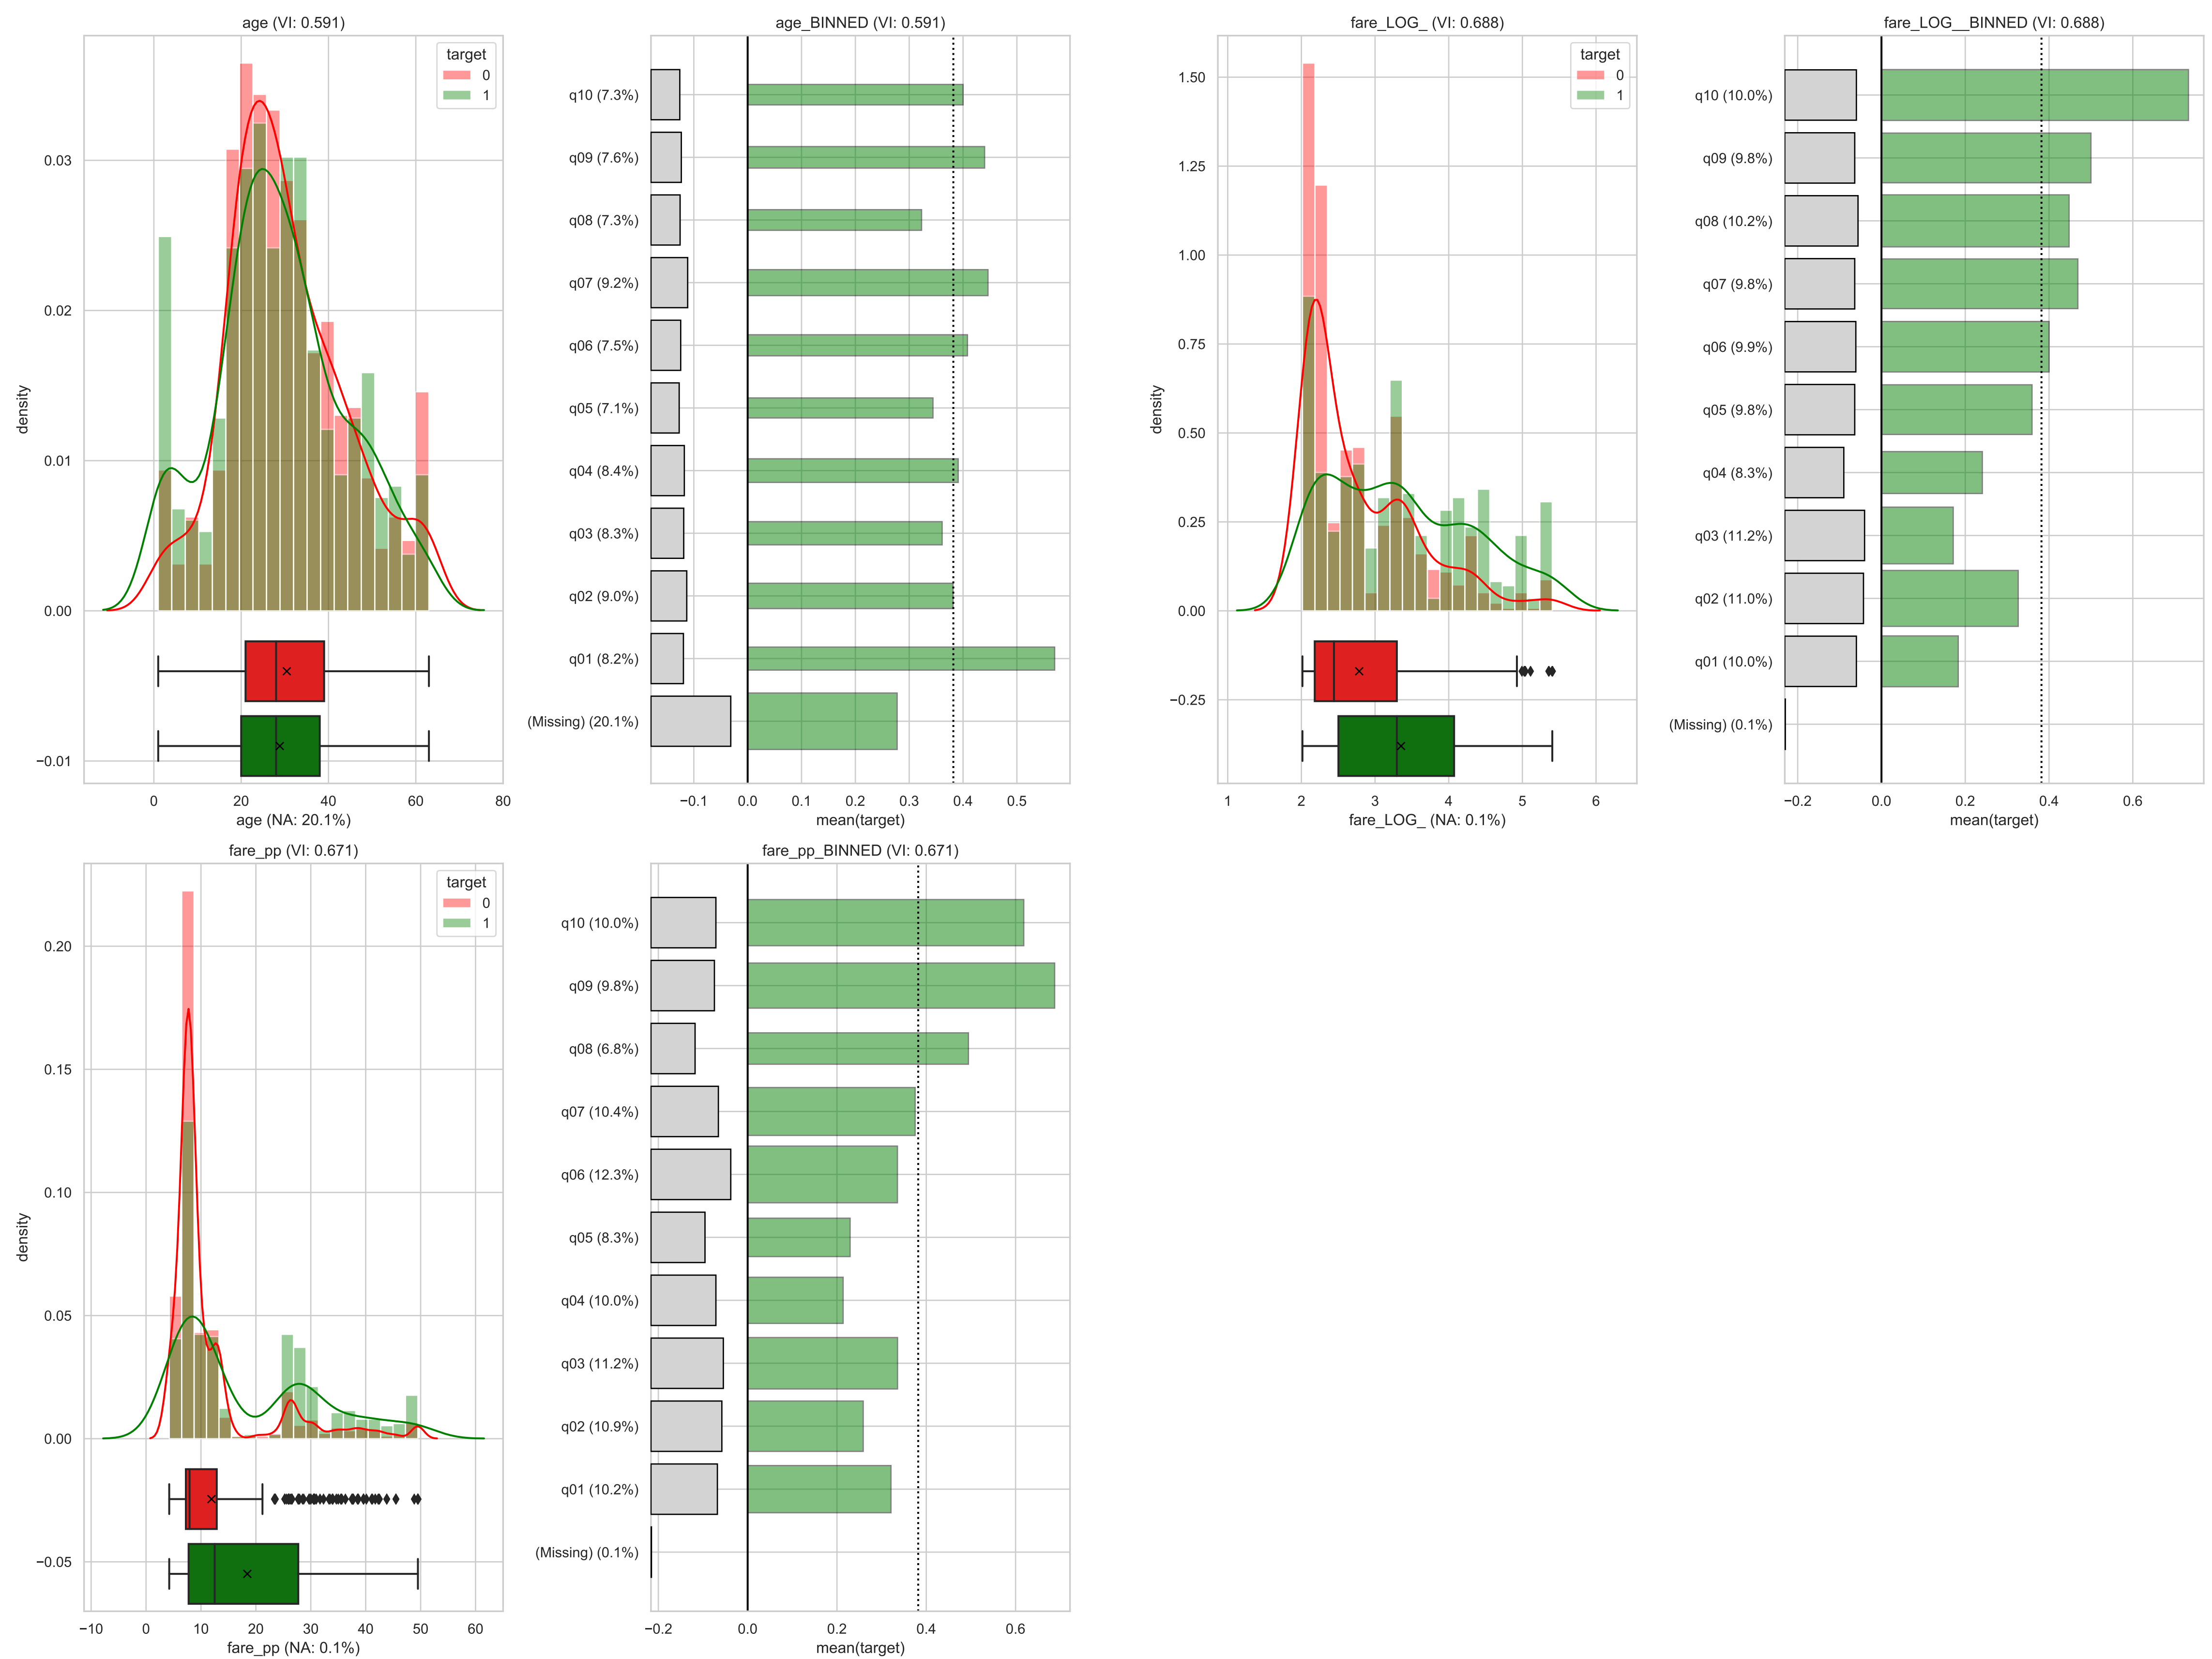 age (VI: 0.591)
target
0
1
density
0.03
0.02
0.01
0.00
−0.01
0
20
40
60
80
age (NA: 20.1%)
age_BINNED (VI: 0.591)
q10 (7.3%)
q09 (7.6%)
q08 (7.3%)
q07 (9.2%)
q06 (7.5%)
q05 (7.1%)
q04 (8.4%)
q03 (8.3%)
q02 (9.0%)
q01 (8.2%)
(Missing) (20.1%)
−0.1
0.0
0.1
0.2
0.3
0.4
0.5
mean(target)
fare_LOG_ (VI: 0.688)
target
0
1
density
1.50
1.25
1.00
0.75
0.50
0.25
0.00
−0.25
1
2
3
4
5
6
fare_LOG_ (NA: 0.1%)
fare_LOG__BINNED (VI: 0.688)
q10 (10.0%)
q09 (9.8%)
q08 (10.2%)
q07 (9.8%)
q06 (9.9%)
q05 (9.8%)
q04 (8.3%)
q03 (11.2%)
q02 (11.0%)
q01 (10.0%)
(Missing) (0.1%)
−0.2
0.0
0.2
0.4
0.6
mean(target)
fare_pp (VI: 0.671)
target
0
1
density
0.20
0.15
0.10
0.05
0.00
−0.05
−10
0
10
20
30
40
50
60
fare_pp (NA: 0.1%)
fare_pp_BINNED (VI: 0.671)
q10 (10.0%)
q09 (9.8%)
q08 (6.8%)
q07 (10.4%)
q06 (12.3%)
q05 (8.3%)
q04 (10.0%)
q03 (11.2%)
q02 (10.9%)
q01 (10.2%)
(Missing) (0.1%)
−0.2
0.0
0.2
0.4
0.6
mean(target)